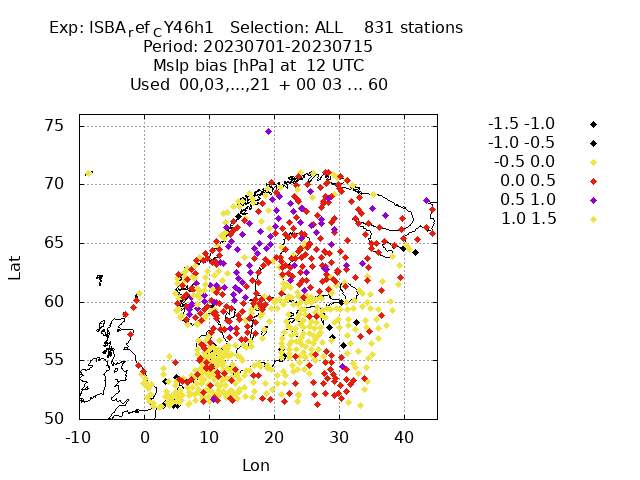 Exp: ISBArefCY46h1   Selection: ALL    831 stations
Period: 20230701-20230715
Mslp bias [hPa] at  12 UTC
Used  00,03,...,21  + 00 03 ... 60
-1.5 -1.0
-1.0 -0.5
-0.5 0.0
0.0 0.5
0.5 1.0
1.0 1.5
75
70
65
60
55
50
Lat
-10 0 10 20 30 40
Lon